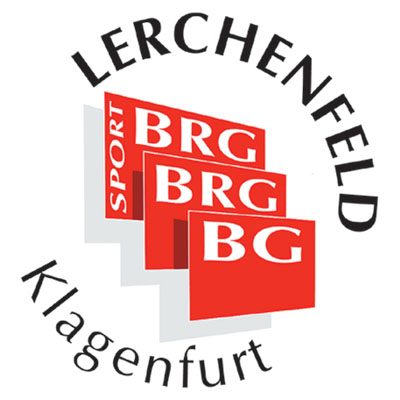 LERCHENFELD
SPORT BRG
BRG
BG
Klagenfurt